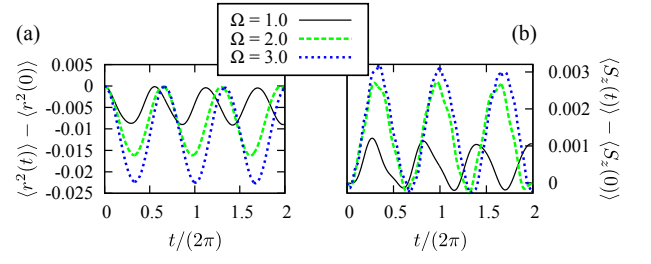 Ω = 1.0
Ω = 2.0
Ω = 3.0
(a)
(b)
⟨r²(t)⟩ − ⟨r²(0)⟩
0.005
0
-0.005
-0.01
-0.015
-0.02
-0.025
0 0.5 1 1.5 2
t/(2π)
0 0.5 1 1.5 2
t/(2π)
0.003
0.002
0.001
0
⟨S_z(t)⟩ − ⟨S_z(0)⟩